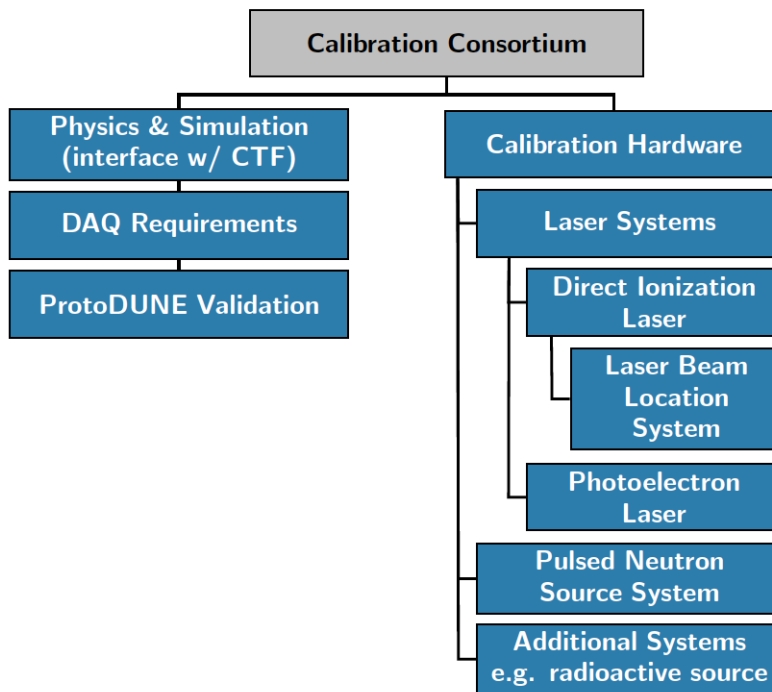 Calibration Consortium
Physics & Simulation
(interface w/ CTF)
DAQ Requirements
ProtoDUNE Validation
Calibration Hardware
Laser Systems
Direct Ionization
Laser
Laser Beam
Location
System
Photoelectron
Laser
Pulsed Neutron
Source System
Additional Systems
e.g. radioactive source